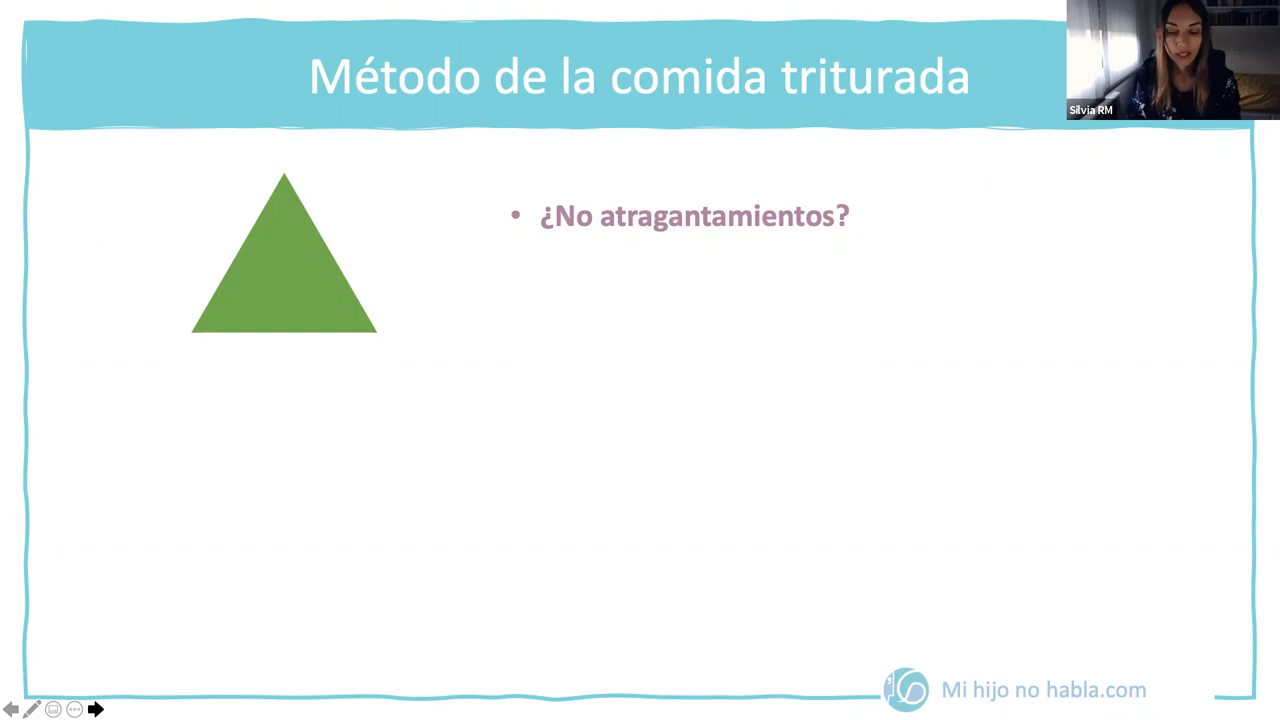 Método de la comida triturada
Silvia RM
• ¿No atragantamientos?
Mi hijo no habla.com